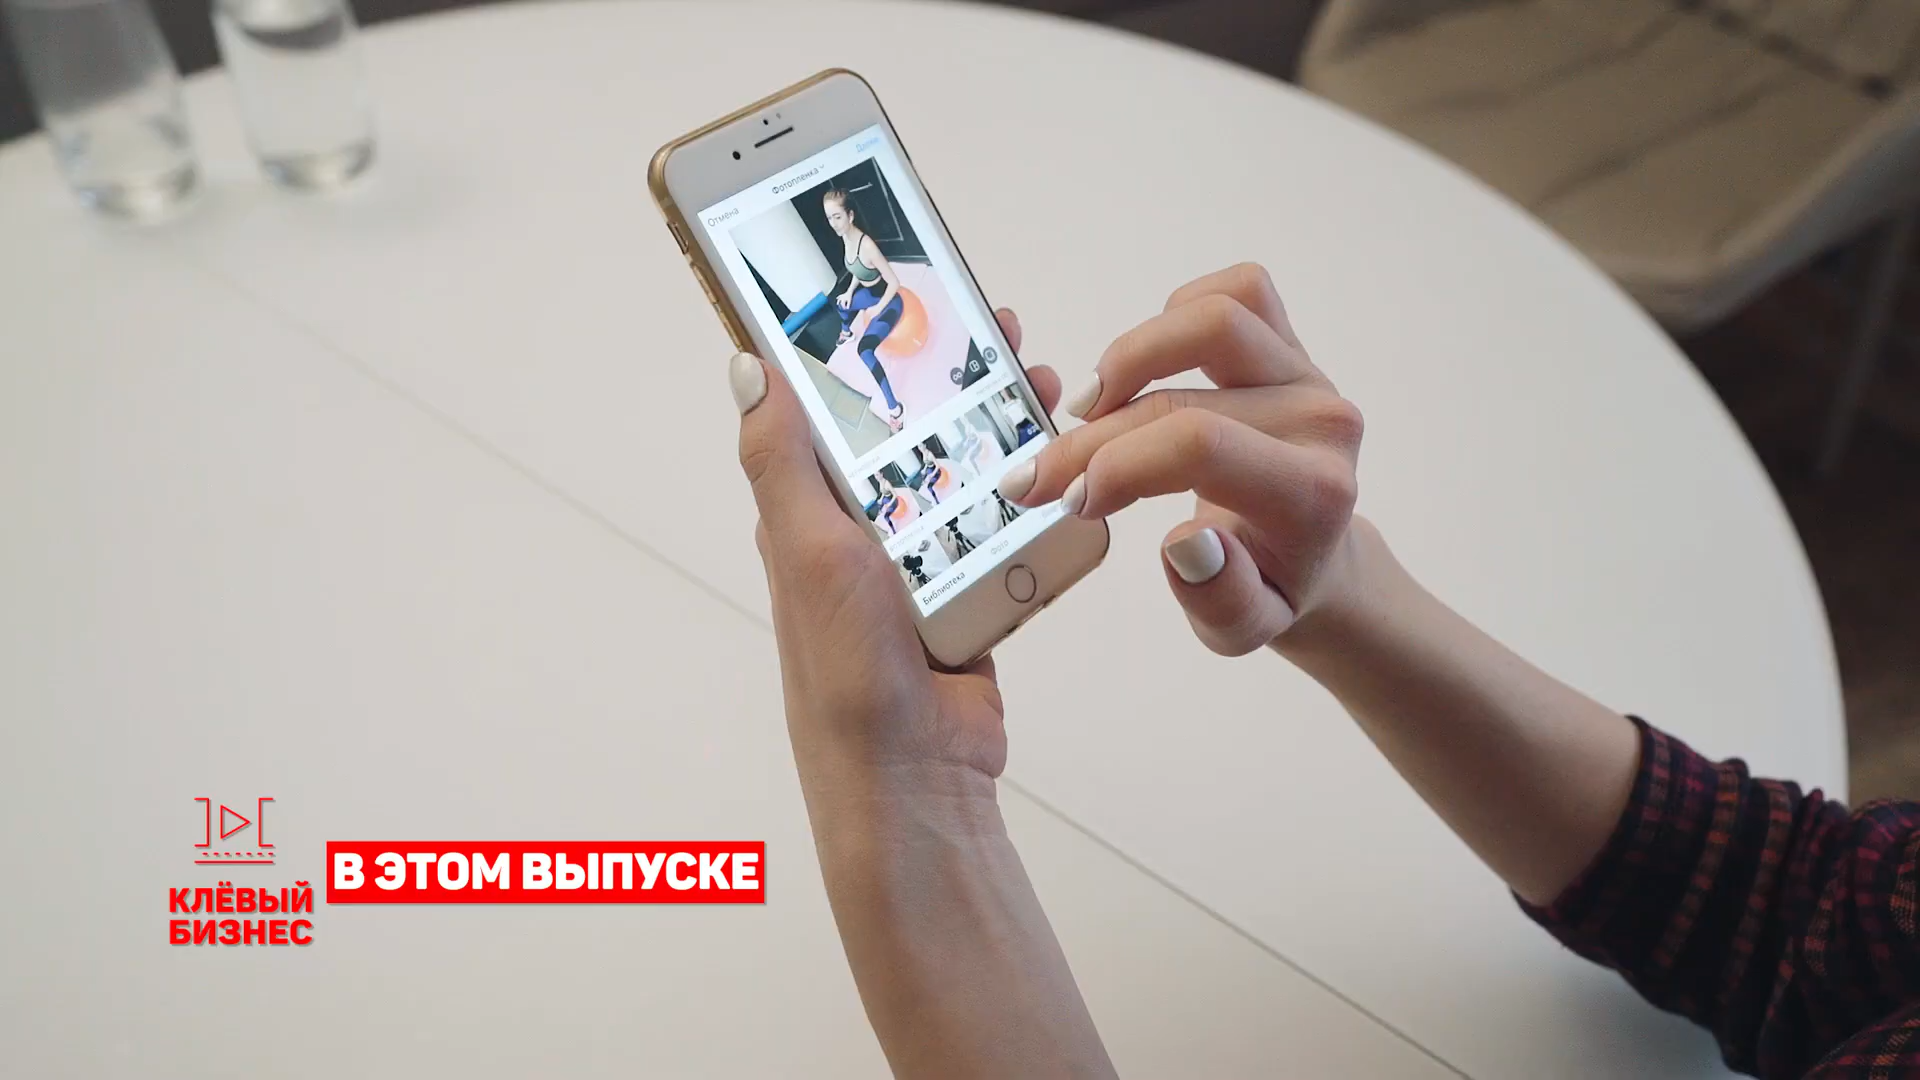 Далее
Фотопленка
Отмена
Библиотека
Фото
КЛЁВЫЙ
БИЗНЕС
В ЭТОМ ВЫПУСКЕ